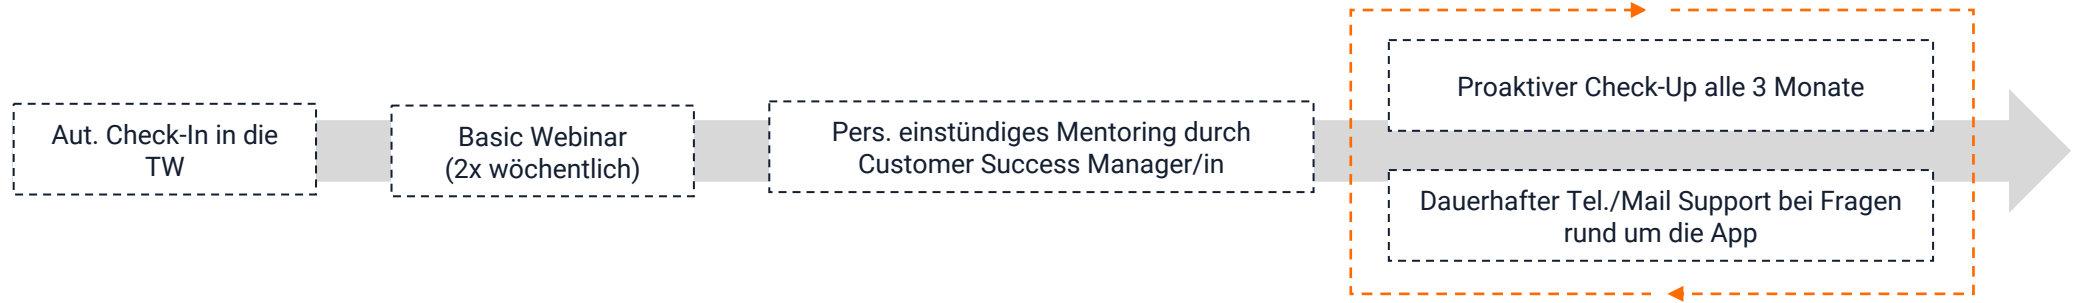 Aut. Check-In in die
TW
Basic Webinar
(2x wöchentlich)
Pers. einstündiges Mentoring durch
Customer Success Manager/in
Proaktiver Check-Up alle 3 Monate
Dauerhafter Tel./Mail Support bei Fragen
rund um die App